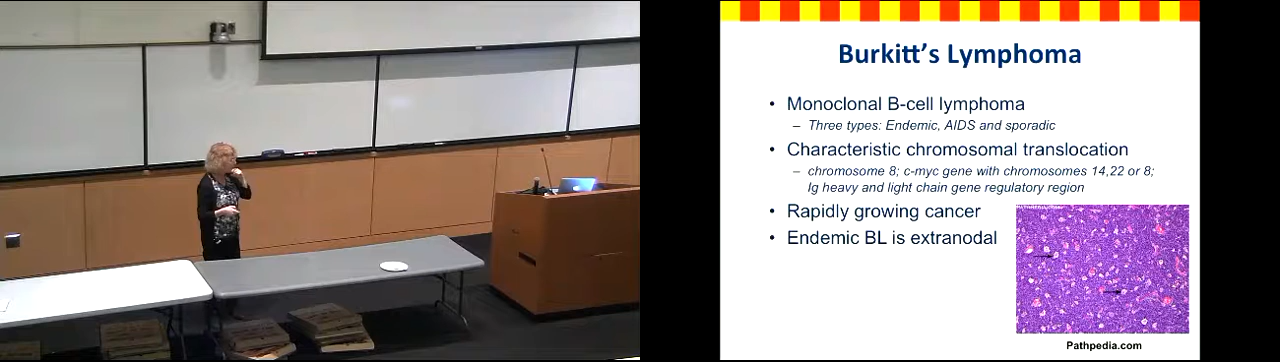 Burkitt's Lymphoma
• Monoclonal B-cell lymphoma
– Three types: Endemic, AIDS and sporadic
• Characteristic chromosomal translocation
– chromosome 8; c-myc gene with chromosomes 14,22 or 8;
Ig heavy and light chain gene regulatory region
• Rapidly growing cancer
• Endemic BL is extranodal
Pathpedia.com